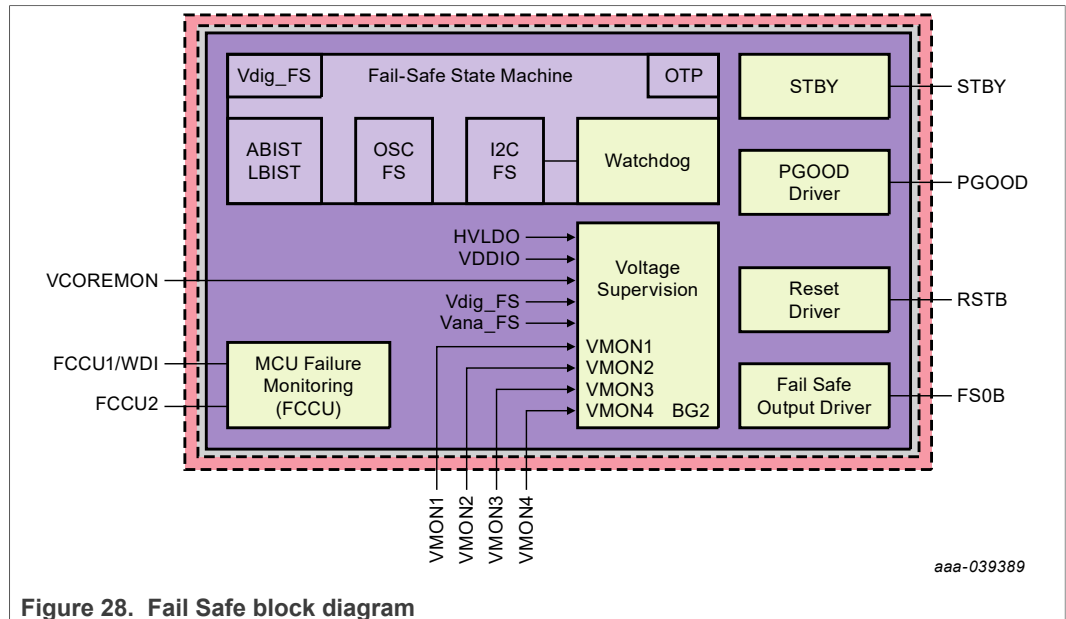 Vdig_FS
Fail-Safe State Machine
OTP
STBY
STBY
ABIST
LBIST
OSC
FS
I2C
FS
Watchdog
PGOOD
Driver
PGOOD
HVLDO
VDDIO
VCOREMON
Vdig_FS
Vana_FS
Voltage
Supervision
VMON1
VMON2
VMON3
VMON4
BG2
Reset
Driver
RSTB
FCCU1/WDI
FCCU2
MCU Failure
Monitoring
(FCCU)
Fail Safe
Output Driver
FS0B
VMON1
VMON2
VMON3
VMON4
aaa-039389
Figure 28. Fail Safe block diagram